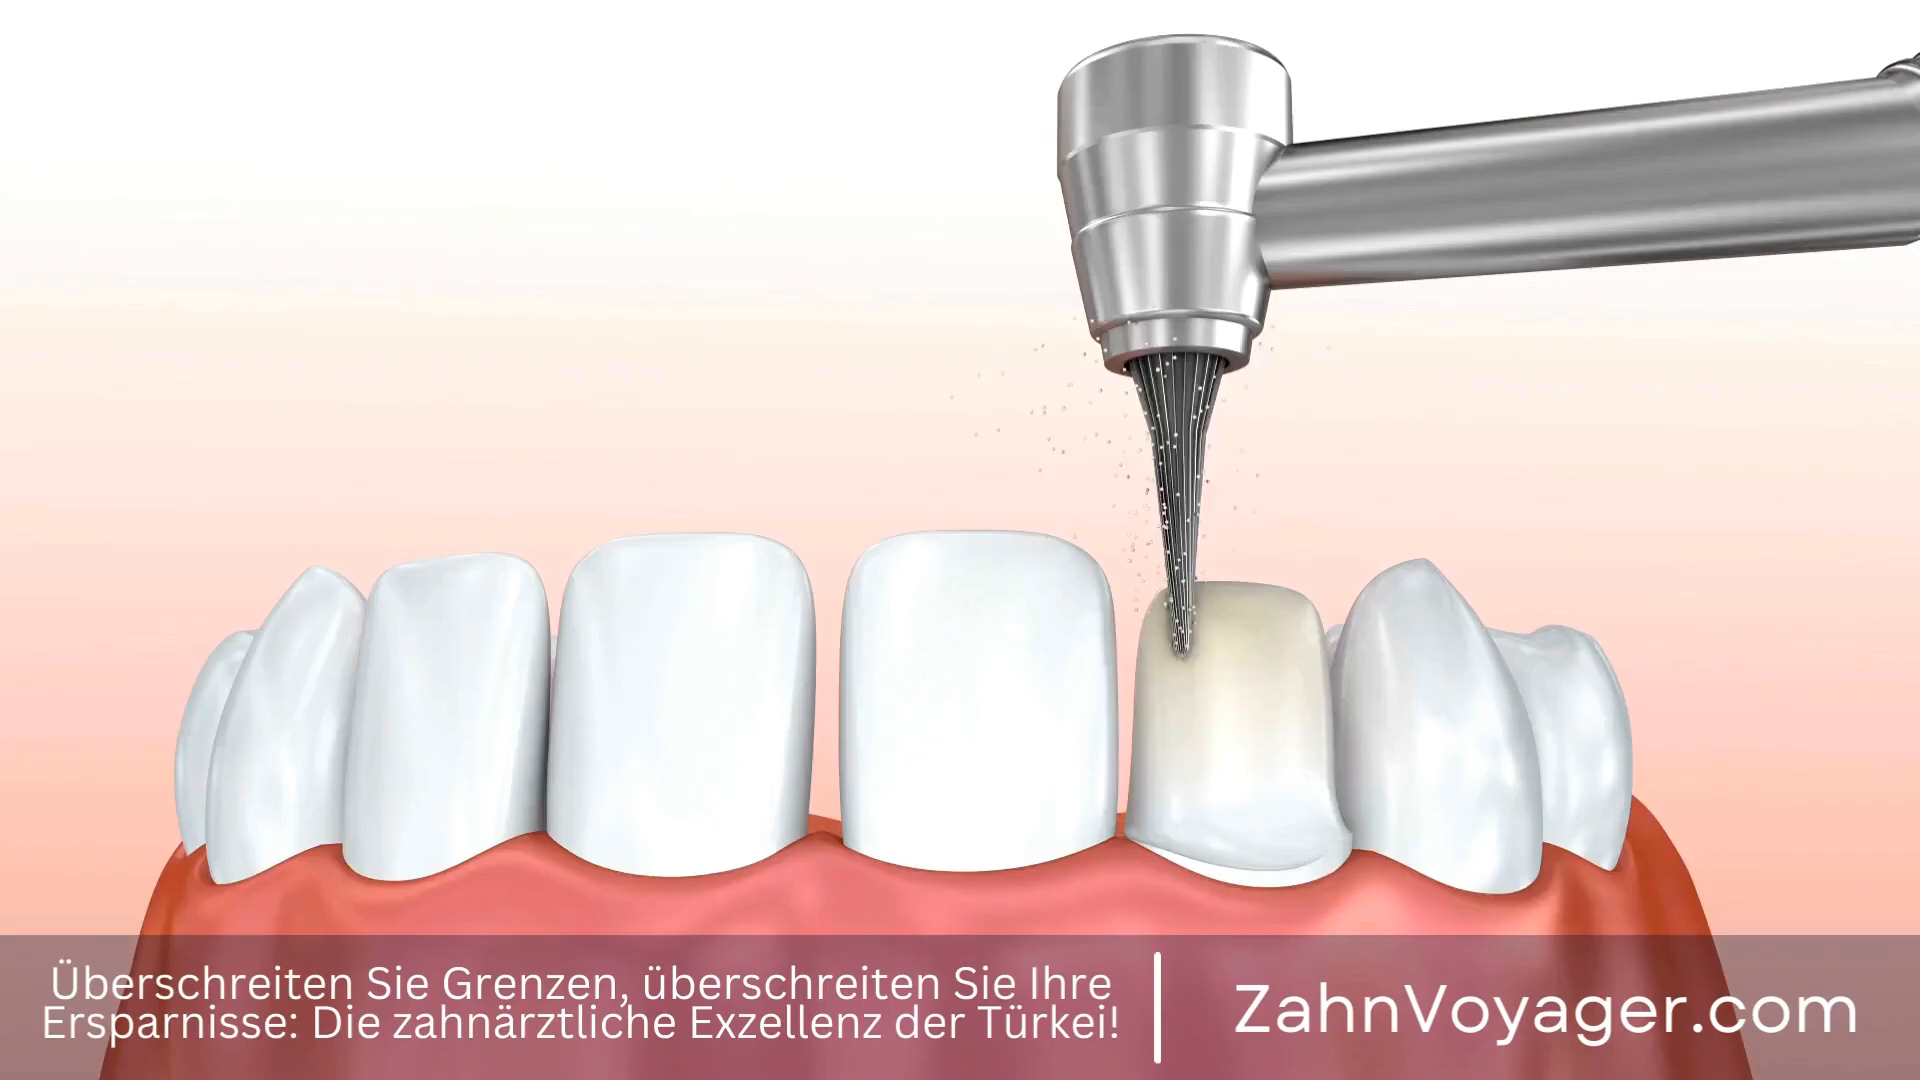 Überschreiten Sie Grenzen, überschreiten Sie Ihre
Ersparnisse: Die zahnärztliche Exzellenz der Türkei!
ZahnVoyager.com